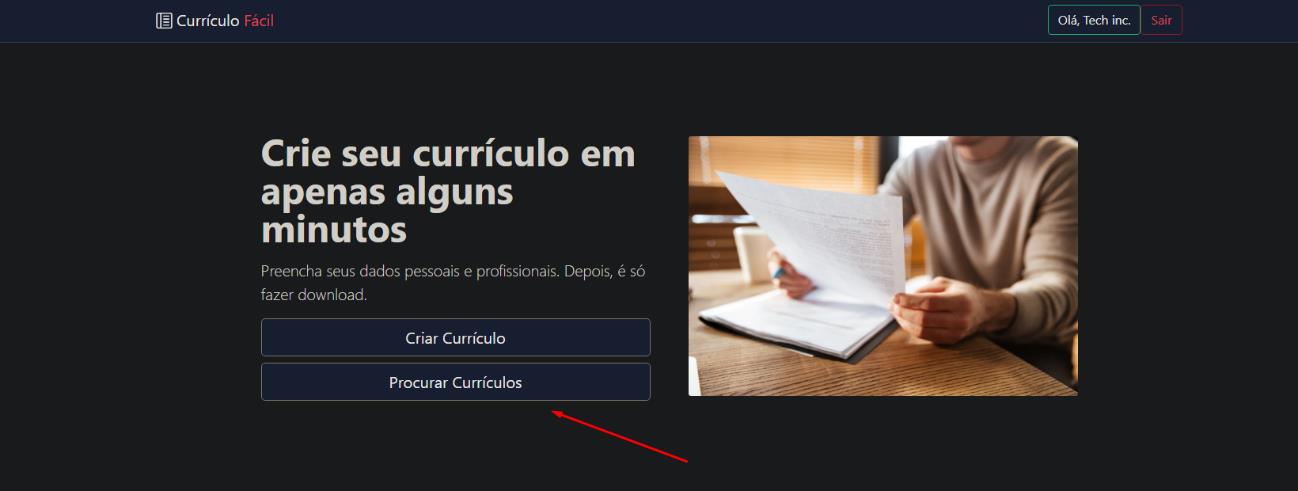 Currículo Fácil
Olá, Tech inc.
Sair
Crie seu currículo em
apenas alguns
minutos
Preencha seus dados pessoais e profissionais. Depois, é só
fazer download.
Criar Currículo
Procurar Currículos